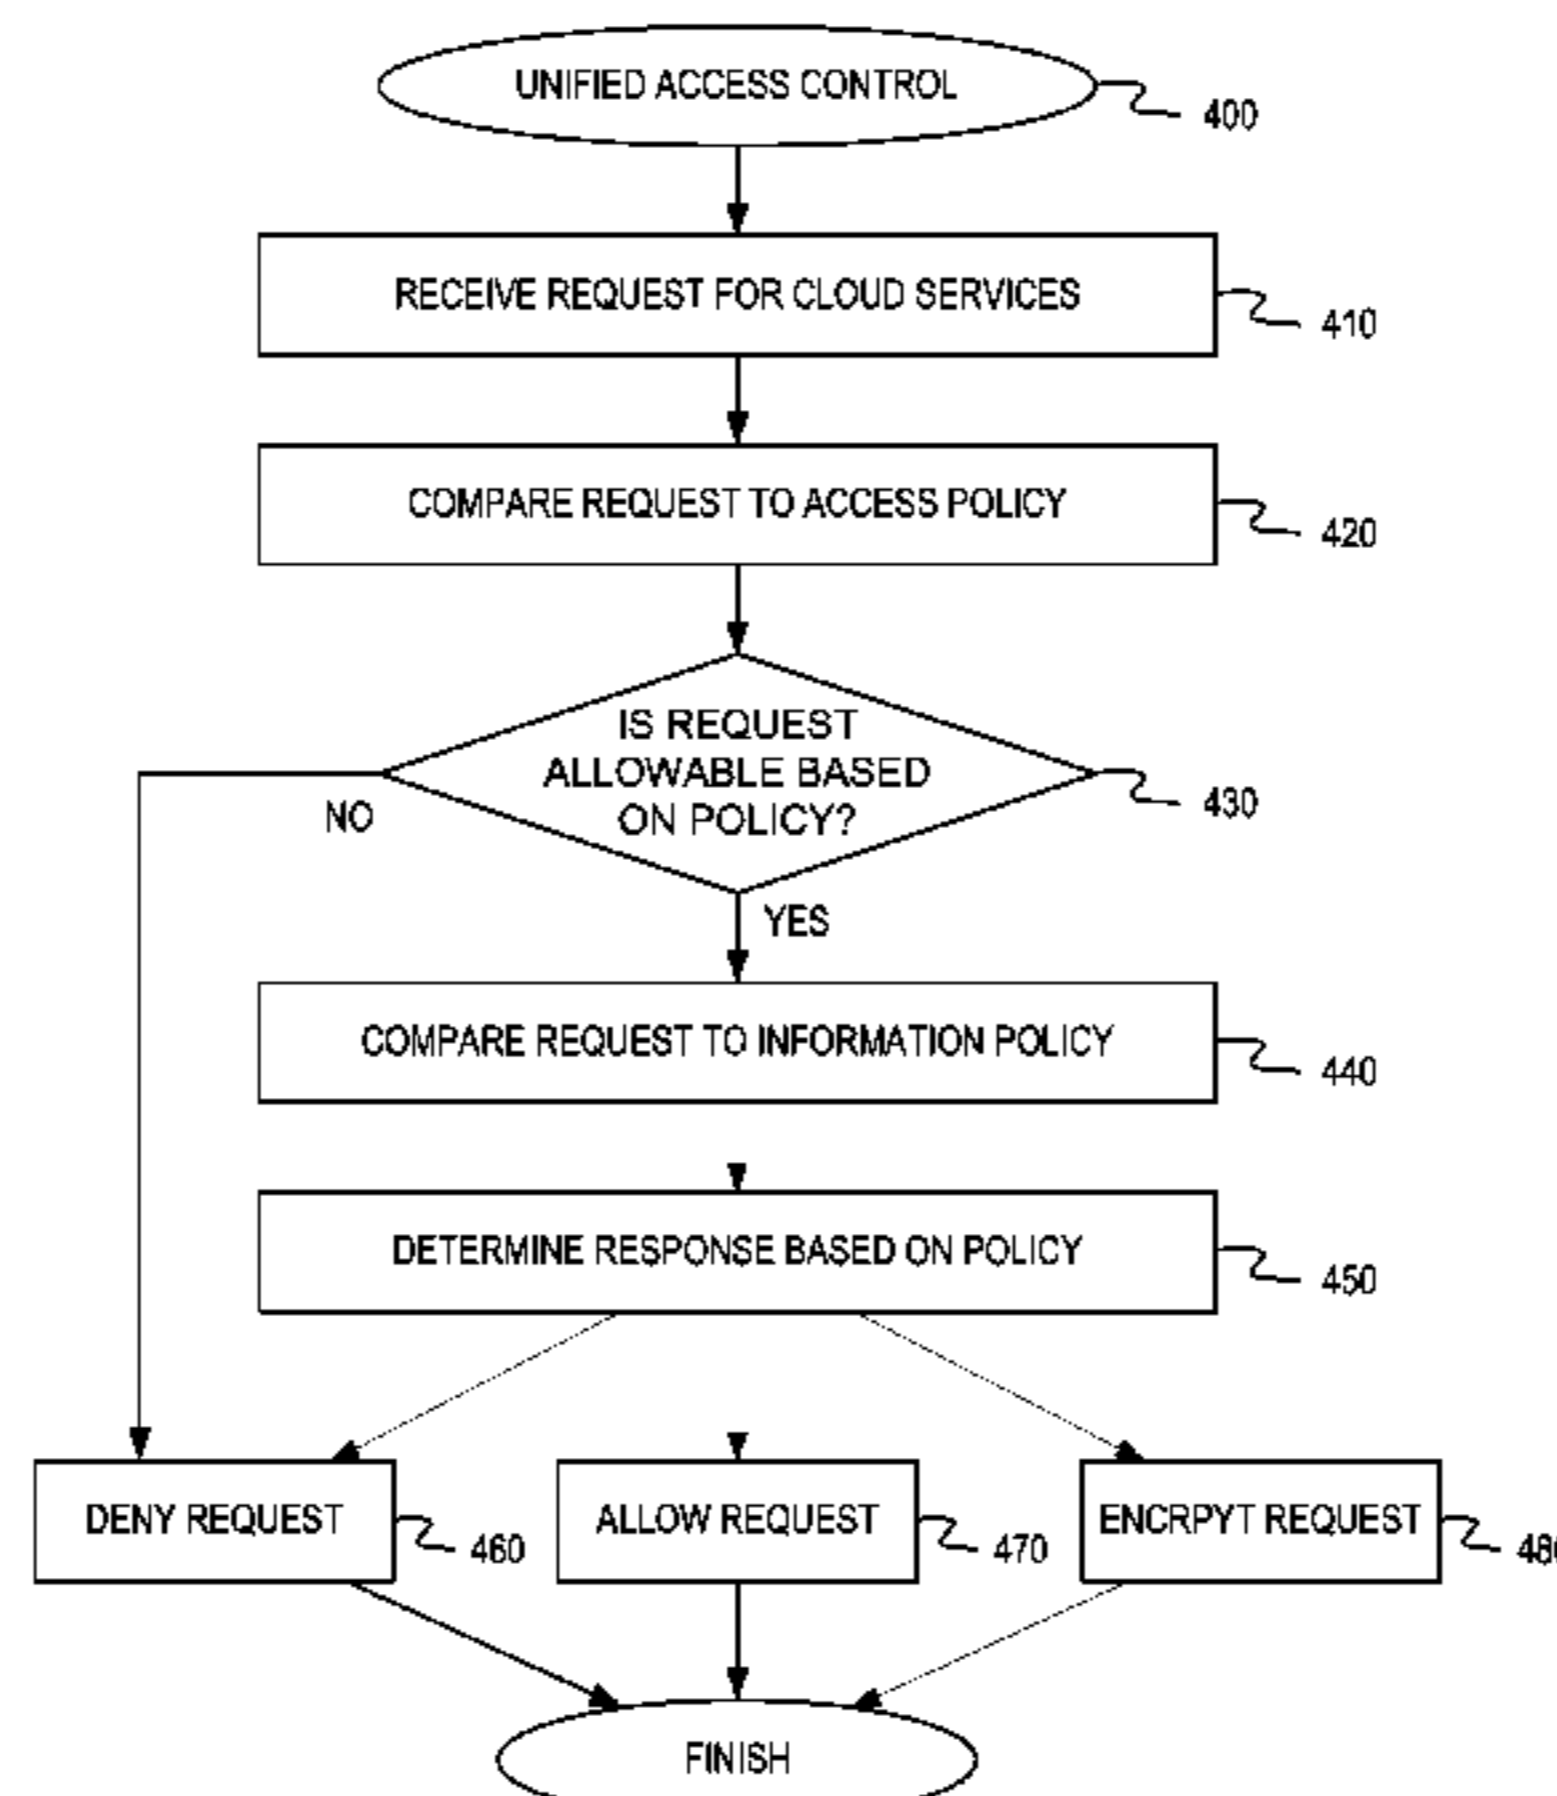 UNIFIED ACCESS CONTROL
400
RECEIVE REQUEST FOR CLOUD SERVICES
410
COMPARE REQUEST TO ACCESS POLICY
420
IS REQUEST
ALLOWABLE BASED
ON POLICY?
430
NO
YES
COMPARE REQUEST TO INFORMATION POLICY
440
DETERMINE RESPONSE BASED ON POLICY
450
DENY REQUEST
460
ALLOW REQUEST
470
ENCRPYT REQUEST
FINISH